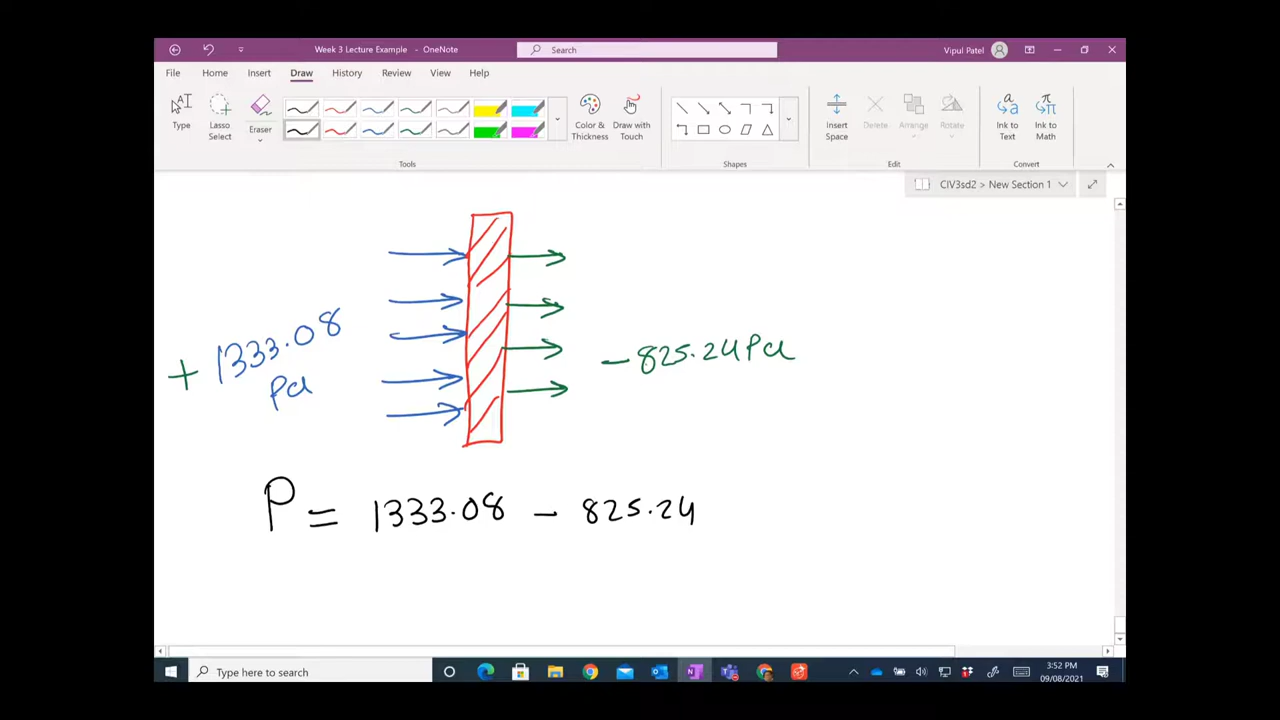 Week 3 Lecture Example - OneNote
Search
Vipul Patel
File Home Insert Draw History Review View Help
Type
Lasso Select
Eraser
Color & Thickness
Draw with Touch
Insert Space
Delete
Arrange
Rotate
Ink to Text
Ink to Math
Tools
Shapes
Edit
Convert
CIV3sd2 > New Section 1
+ 1333.08
Pa
-825.24 Pa
P = 1333.08 - 825.24
Type here to search
3:52 PM
09/08/2021